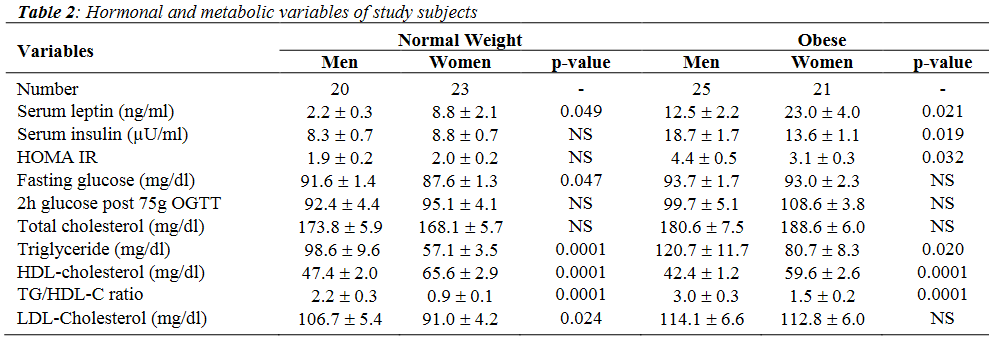 Table 2: Hormonal and metabolic variables of study subjects
Variables Normal Weight Obese
Men Women p-value Men Women p-value
Number 20 23 - 25 21 -
Serum leptin (ng/ml) 2.2 ± 0.3 8.8 ± 2.1 0.049 12.5 ± 2.2 23.0 ± 4.0 0.021
Serum insulin (µU/ml) 8.3 ± 0.7 8.8 ± 0.7 NS 18.7 ± 1.7 13.6 ± 1.1 0.019
HOMA IR 1.9 ± 0.2 2.0 ± 0.2 NS 4.4 ± 0.5 3.1 ± 0.3 0.032
Fasting glucose (mg/dl) 91.6 ± 1.4 87.6 ± 1.3 0.047 93.7 ± 1.7 93.0 ± 2.3 NS
2h glucose post 75g OGTT 92.4 ± 4.4 95.1 ± 4.1 NS 99.7 ± 5.1 108.6 ± 3.8 NS
Total cholesterol (mg/dl) 173.8 ± 5.9 168.1 ± 5.7 NS 180.6 ± 7.5 188.6 ± 6.0 NS
Triglyceride (mg/dl) 98.6 ± 9.6 57.1 ± 3.5 0.0001 120.7 ± 11.7 80.7 ± 8.3 0.020
HDL-cholesterol (mg/dl) 47.4 ± 2.0 65.6 ± 2.9 0.0001 42.4 ± 1.2 59.6 ± 2.6 0.0001
TG/HDL-C ratio 2.2 ± 0.3 0.9 ± 0.1 0.0001 3.0 ± 0.3 1.5 ± 0.2 0.0001
LDL-Cholesterol (mg/dl) 106.7 ± 5.4 91.0 ± 4.2 0.024 114.1 ± 6.6 112.8 ± 6.0 NS